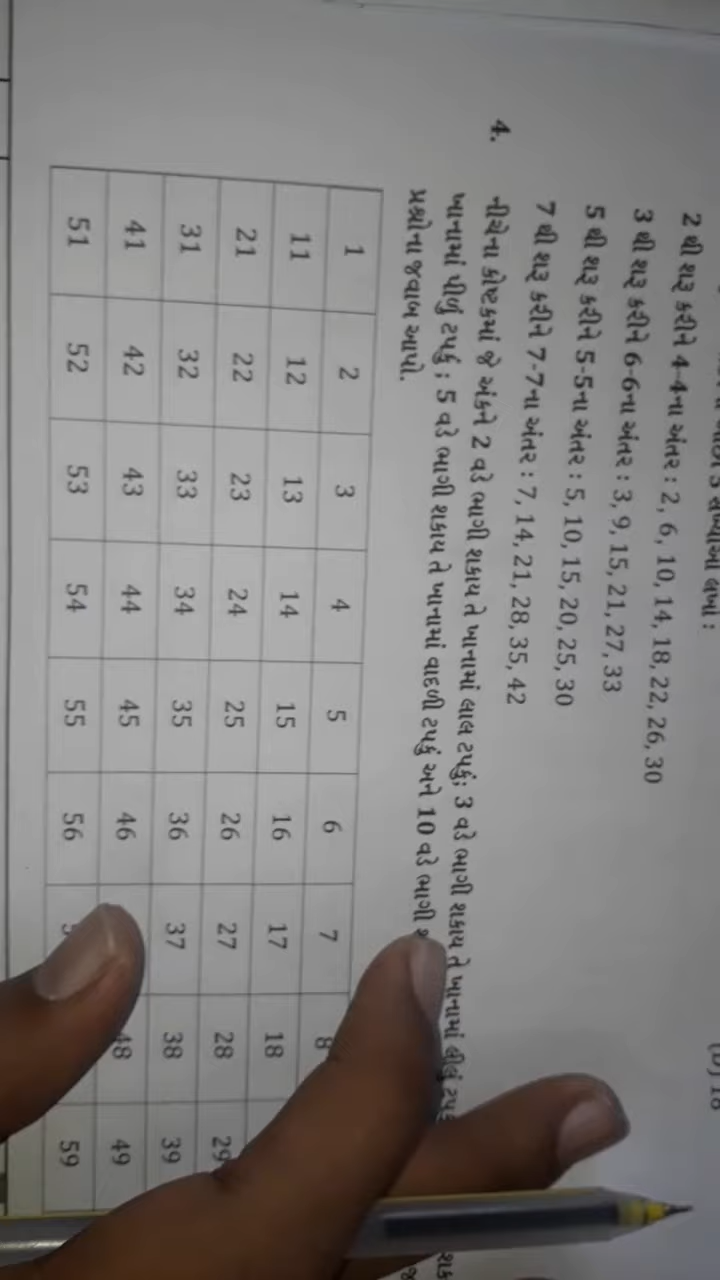 સંખ્યાઓ લખો :
(D) 18
2 થી શરૂ કરીને 4-4ના અંતર : 2, 6, 10, 14, 18, 22, 26, 30
3 થી શરૂ કરીને 6-6ના અંતર : 3, 9, 15, 21, 27, 33
5 થી શરૂ કરીને 5-5ના અંતર : 5, 10, 15, 20, 25, 30
7 થી શરૂ કરીને 7-7ના અંતર : 7, 14, 21, 28, 35, 42
4. નીચેના કોષ્ટકમાં જે અંકને 2 વડે ભાગી શકાય તે ખાનામાં લાલ ટપકું; 3 વડે ભાગી શકાય તે ખાનામાં લીલું
ખાનામાં પીળું ટપકું ; 5 વડે ભાગી શકાય તે ખાનામાં વાદળી ટપકું અને 10 વડે ભાગી
પ્રશ્નોના જવાબ આપો.
1 2 3 4 5 6 7 8
11 12 13 14 15 16 17 18
21 22 23 24 25 26 27 28 29
31 32 33 34 35 36 37 38 39
41 42 43 44 45 46 48 49
51 52 53 54 55 56 59